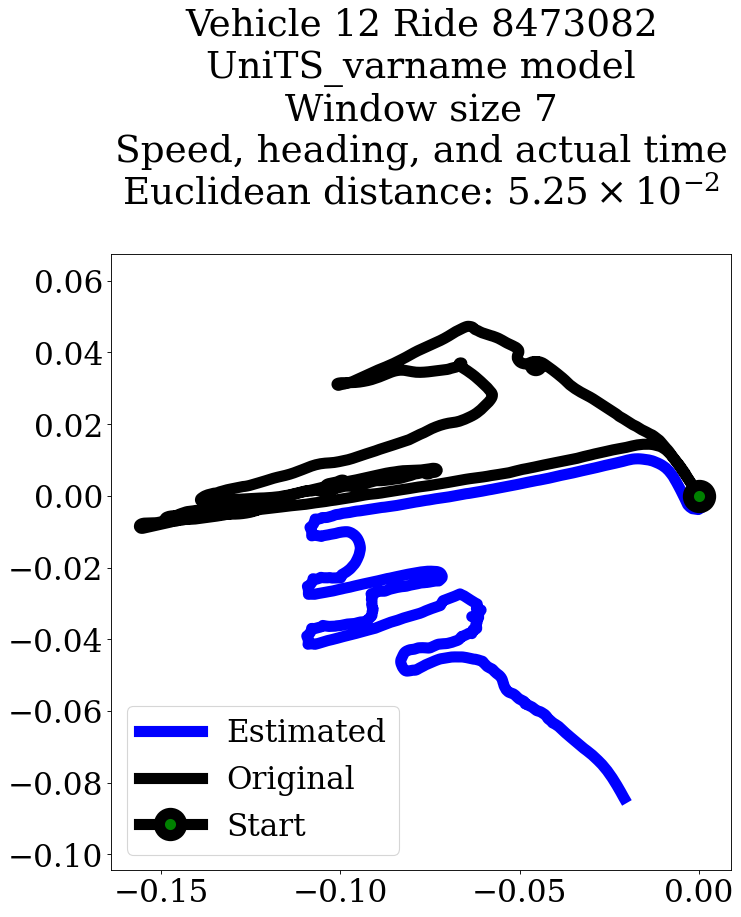 Vehicle 12 Ride 8473082
UniTS_varname model
Window size 7
Speed, heading, and actual time
Euclidean distance: 5.25 × 10⁻²
0.06
0.04
0.02
0.00
−0.02
−0.04
−0.06
−0.08
−0.10
Estimated
Original
Start
−0.15 −0.10 −0.05 0.00